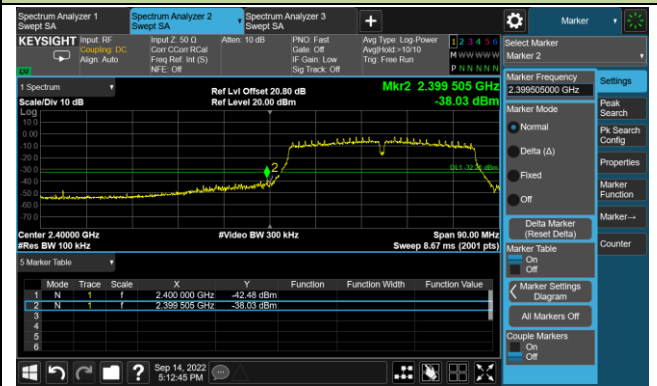 Spectrum Analyzer 1
Swept SA
Spectrum Analyzer 2
Swept SA
Spectrum Analyzer 3
Swept SA
Marker
KEYSIGHT
Input: RF
Coupling: DC
Align: Auto
Input Z: 50 Ω
Corr CCorr RCal
Freq Ref: Int (S)
NFE: Off
Atten: 10 dB
PNO: Fast
Gate: Off
IF Gain: Low
Sig Track: Off
Avg Type: Log-Power
Avg|Hold:>10/10
Trig: Free Run
1 2 3 4 5 6
M W W W W W
P N N N N N
Select Marker
Marker 2
1 Spectrum
Scale/Div 10 dB
Ref Lvl Offset 20.80 dB
Ref Level 20.00 dBm
Mkr2 2.399 505 GHz
-38.03 dBm
Log
10.0
0.00
-10.0
-20.0
-30.0
-40.0
-50.0
-60.0
-70.0
2
Center 2.40000 GHz
#Res BW 100 kHz
#Video BW 300 kHz
Span 90.00 MHz
Sweep 8.67 ms (2001 pts)
5 Marker Table
Mode Trace Scale X Y Function Function Width Function Value
1 N 1 f 2.400 000 GHz -42.48 dBm
2 N 1 f 2.399 505 GHz -38.03 dBm
3
4
5
6
Marker Frequency
2.399505000 GHz
Marker Mode
Normal
Delta (Δ)
Fixed
Off
Delta Marker
(Reset Delta)
Marker Table
On
Off
Marker Settings
Diagram
All Markers Off
Couple Markers
On
Off
Settings
Peak
Search
Pk Search
Config
Properties
Marker
Function
Marker→
Counter
Sep 14, 2022
5:12:45 PM